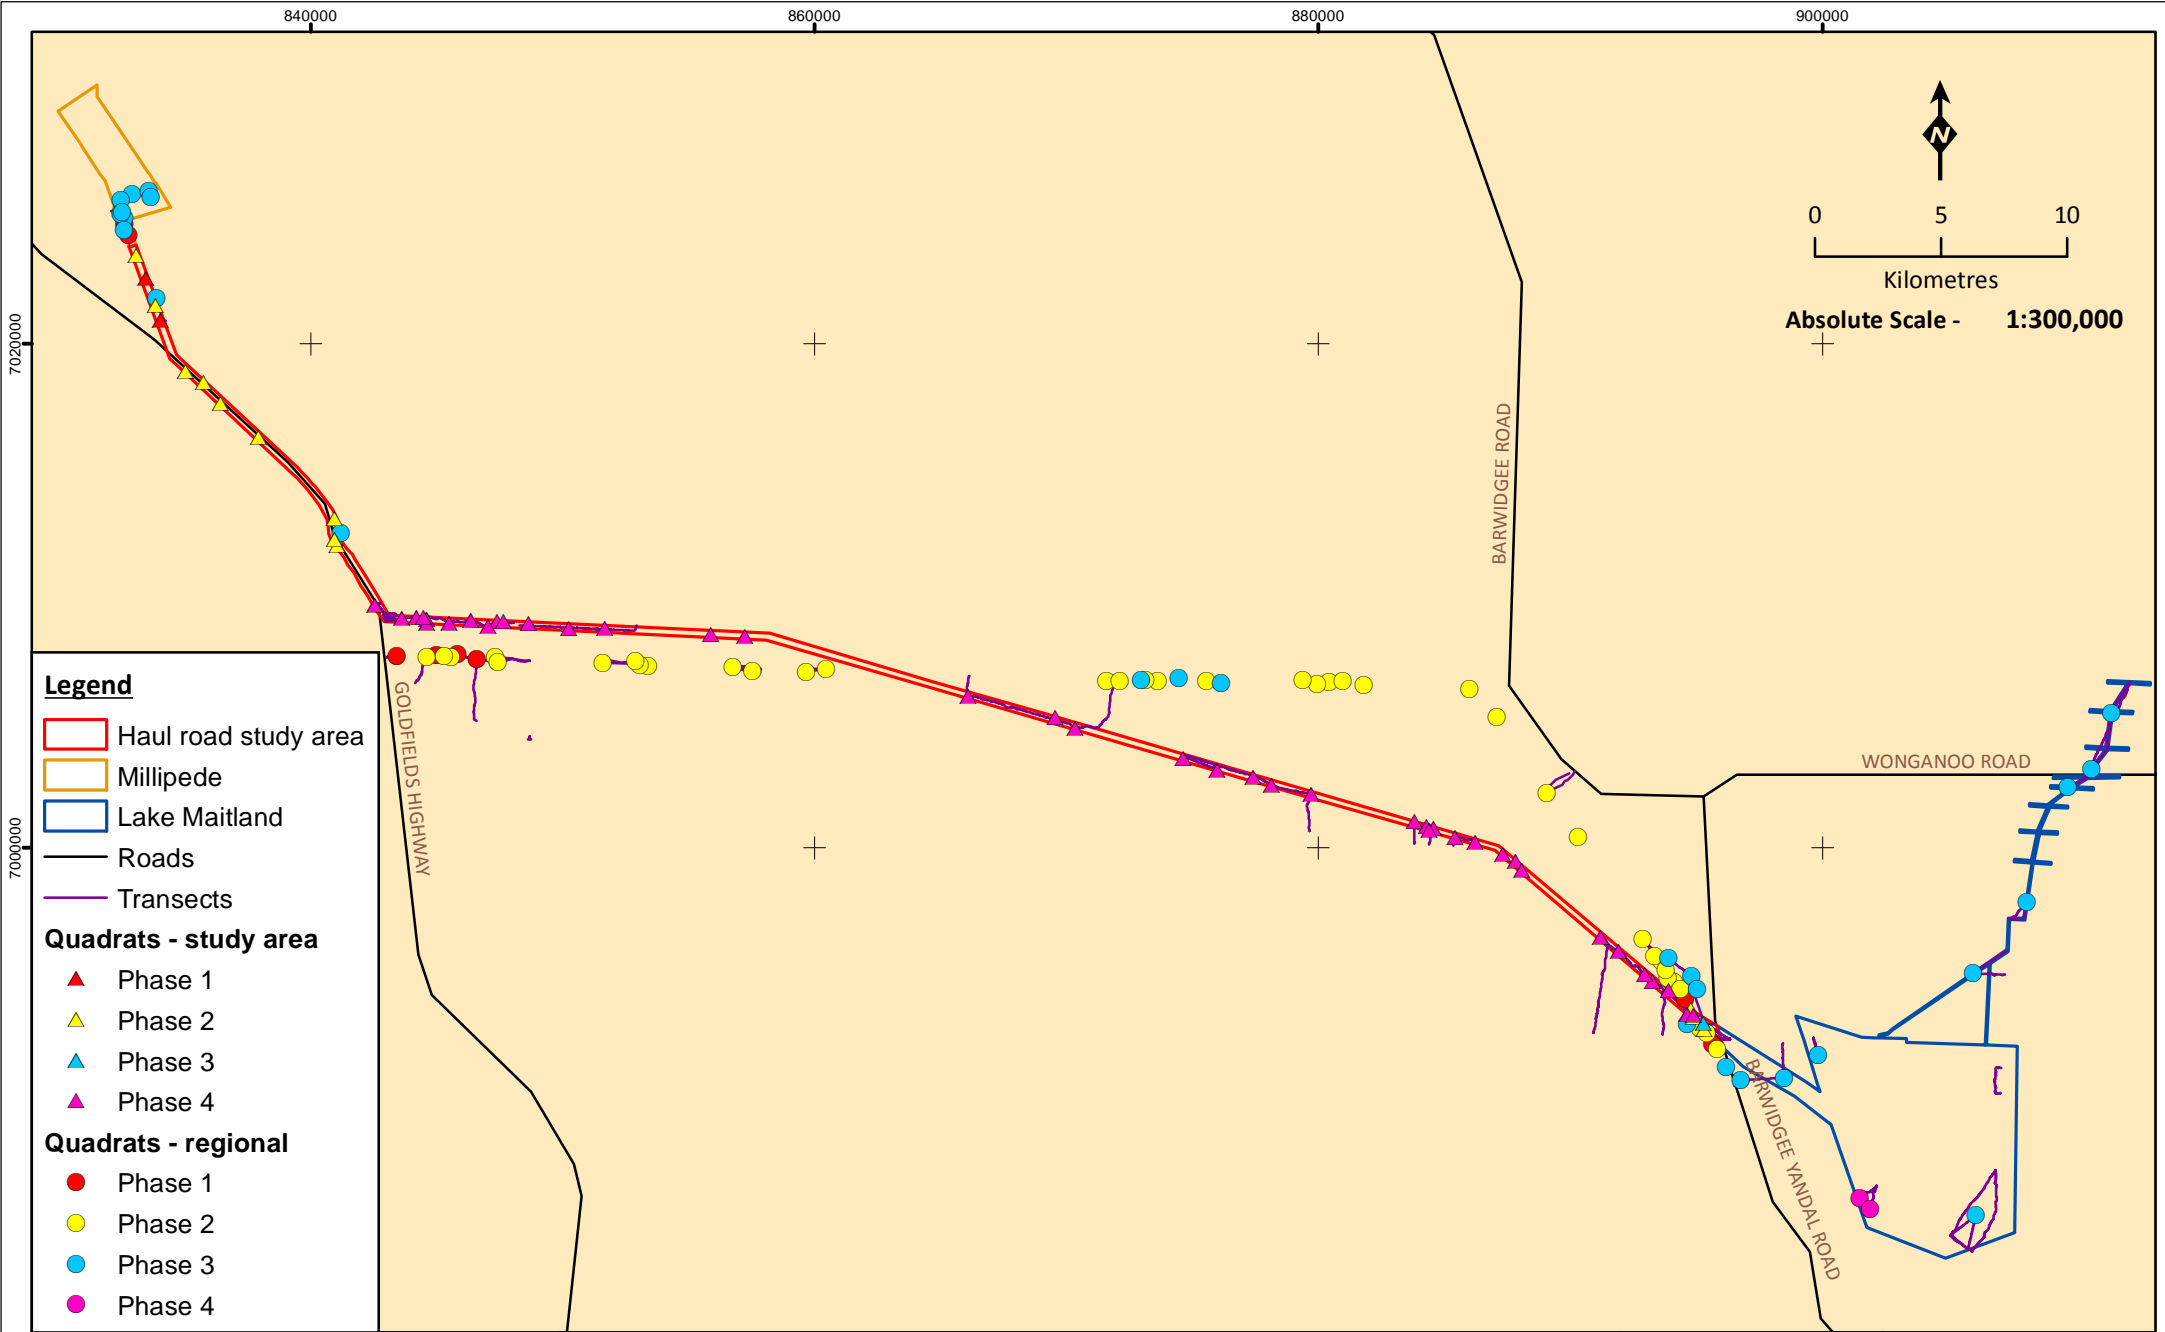 840000
860000
880000
900000
7020000
7000000
N
0 5 10
Kilometres
Absolute Scale - 1:300,000
BARWIDGEE ROAD
WONGANOO ROAD
GOLDFIELDS HIGHWAY
BARWIDGEE YANDAL ROAD
Legend
Haul road study area
Millipede
Lake Maitland
Roads
Transects
Quadrats - study area
Phase 1
Phase 2
Phase 3
Phase 4
Quadrats - regional
Phase 1
Phase 2
Phase 3
Phase 4